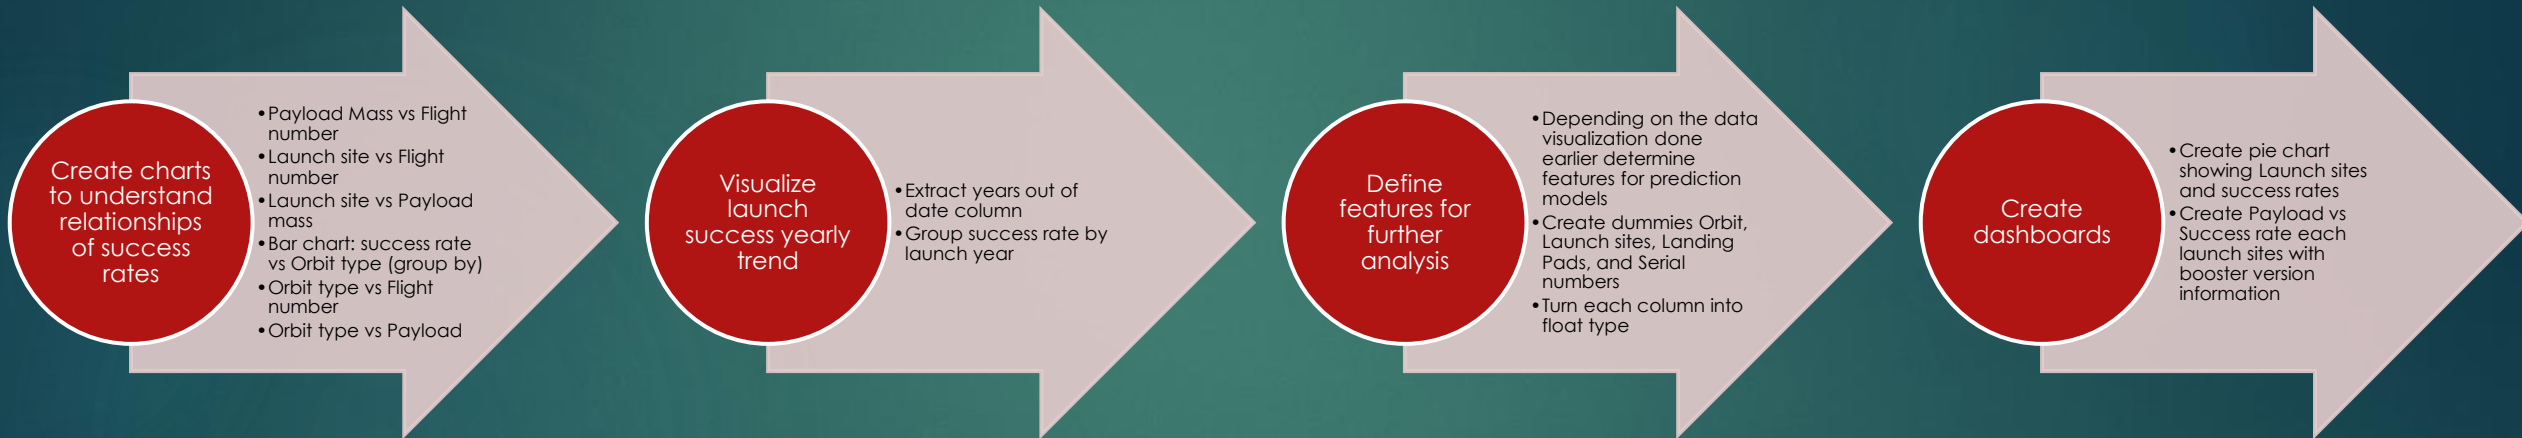 Create charts
to understand
relationships
of success
rates
•Payload Mass vs Flight
number
•Launch site vs Flight
number
•Launch site vs Payload
mass
•Bar chart: success rate
vs Orbit type (group by)
•Orbit type vs Flight
number
•Orbit type vs Payload
Visualize
launch
success yearly
trend
•Extract years out of
date column
•Group success rate by
launch year
Define
features for
further
analysis
•Depending on the data
visualization done
earlier determine
features for prediction
models
•Create dummies Orbit,
Launch sites, Landing
Pads, and Serial
numbers
•Turn each column into
float type
Create
dashboards
•Create pie chart
showing Launch sites
and success rates
•Create Payload vs
Success rate each
launch sites with
booster version
information